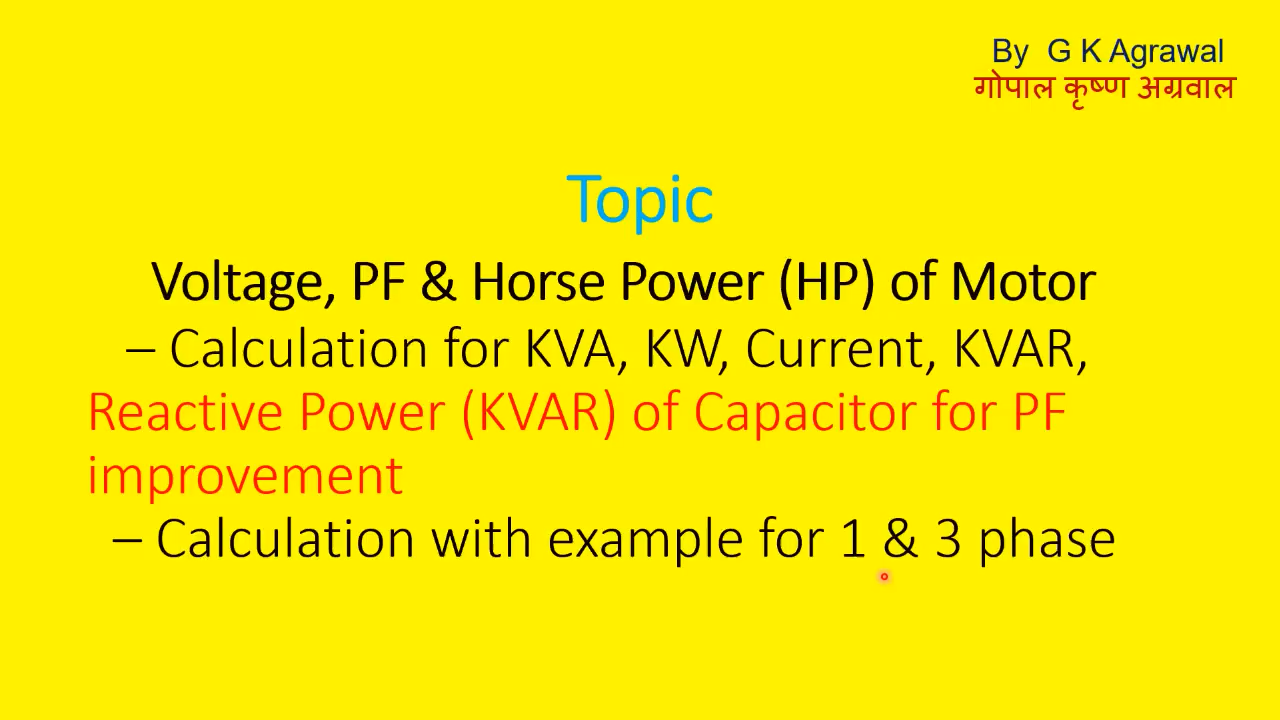 By G K Agrawal
गोपाल कृष्ण अग्रवाल
Topic
Voltage, PF & Horse Power (HP) of Motor
– Calculation for KVA, KW, Current, KVAR,
Reactive Power (KVAR) of Capacitor for PF
improvement
– Calculation with example for 1 & 3 phase